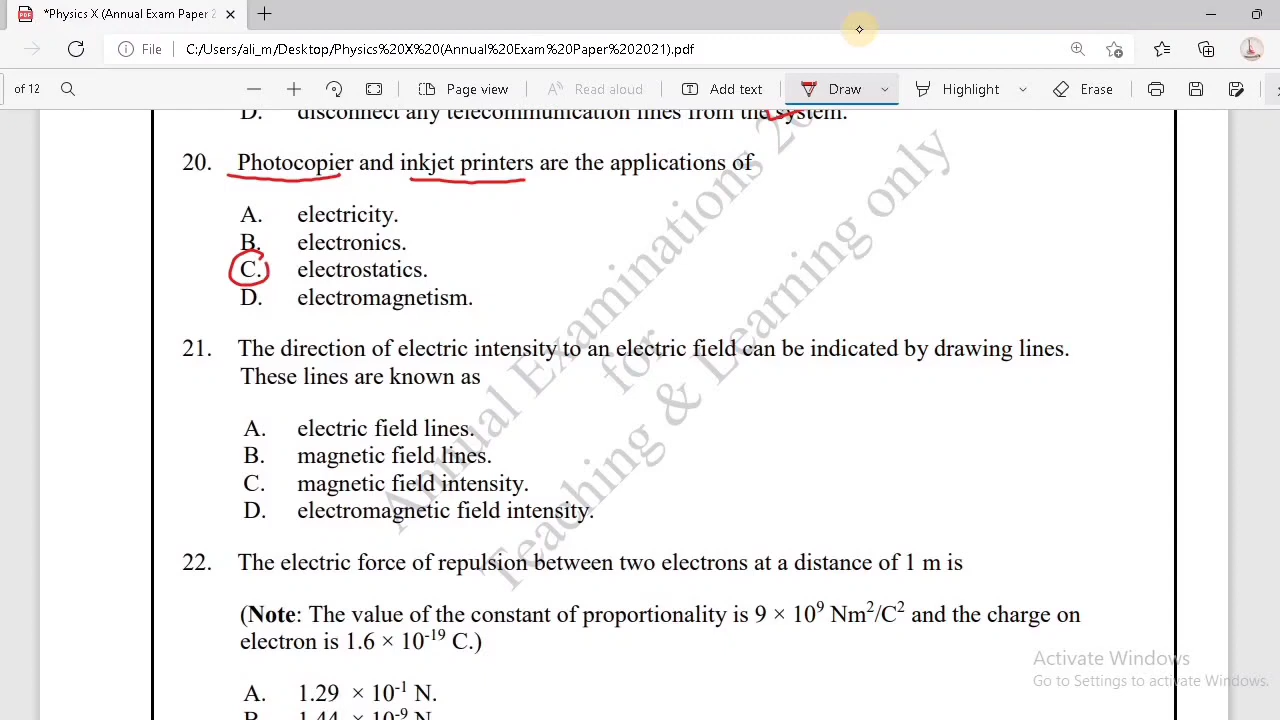 *Physics X (Annual Exam Paper 2
File
C:/Users/ali_m/Desktop/Physics%20X%20(Annual%20Exam%20Paper%202021).pdf
of 12
Page view
Read aloud
Add text
Draw
Highlight
Erase
D. disconnect any telecommunication lines from the system.
20. Photocopier and inkjet printers are the applications of
A. electricity.
B. electronics.
C. electrostatics.
D. electromagnetism.
21. The direction of electric intensity to an electric field can be indicated by drawing lines.
These lines are known as
A. electric field lines.
B. magnetic field lines.
C. magnetic field intensity.
D. electromagnetic field intensity.
22. The electric force of repulsion between two electrons at a distance of 1 m is
(Note: The value of the constant of proportionality is 9 × 10⁹ Nm²/C² and the charge on
electron is 1.6 × 10⁻¹⁹ C.)
A. 1.29 × 10⁻¹ N.
B. 1.44 × 10⁻⁹ N.
Annual Examinations 20
for
Teaching & Learning only
Activate Windows
Go to Settings to activate Windows.